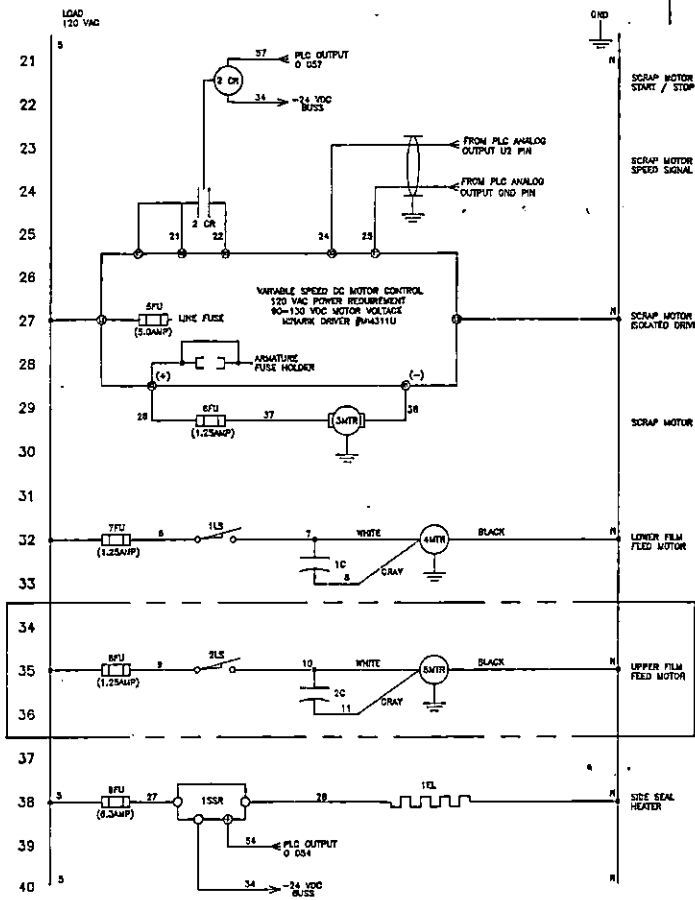 LOAD
120 VAC
GND
5
21
57
PLC OUTPUT
O 057
N
2 CR
SCRAP MOTOR
START / STOP
22
34
-24 VDC
BUSS
23
FROM PLC ANALOG
OUTPUT U2 PIN
SCRAP MOTOR
SPEED SIGNAL
24
FROM PLC ANALOG
OUTPUT GND PIN
2 CR
25
21
22
24
25
26
VARIABLE SPEED DC MOTOR CONTROL
120 VAC POWER REQUIREMENT
90-130 VDC MOTOR VOLTAGE
MINARIK DRIVER #MM4311U
27
5FU
LINE FUSE
(5.0AMP)
N
SCRAP MOTOR
(ISOLATED DRIVE
28
ARMATURE
FUSE HOLDER
(+)
(-)
29
6FU
37
3MTR
(1.25AMP)
SCRAP MOTOR
30
31
32
7FU
6
1LS
7
WHITE
4MTR
BLACK
N
LOWER FILM
FEED MOTOR
(1.25AMP)
1C
GRAY
33
8
34
35
9
2LS
10
WHITE
5MTR
BLACK
N
UPPER FILM
FEED MOTOR
(1.25AMP)
2C
GRAY
36
11
37
38
5
27
1SSR
1EL
N
SIDE SEAL
HEATER
(6.3AMP)
39
54
PLC OUTPUT
O 054
40
5
34
-24 VDC
BUSS
N